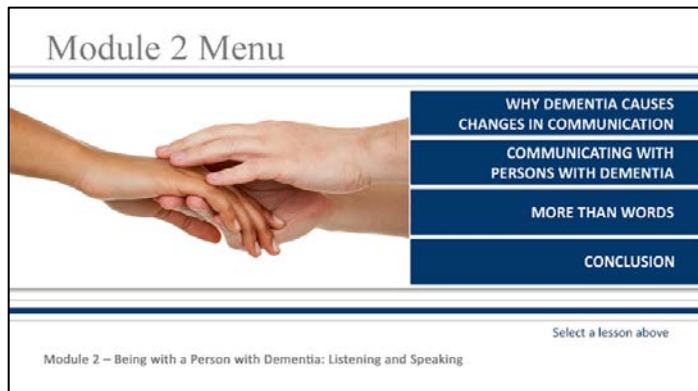 Module 2 Menu
WHY DEMENTIA CAUSES
CHANGES IN COMMUNICATION
COMMUNICATING WITH
PERSONS WITH DEMENTIA
MORE THAN WORDS
CONCLUSION
Select a lesson above
Module 2 – Being with a Person with Dementia: Listening and Speaking